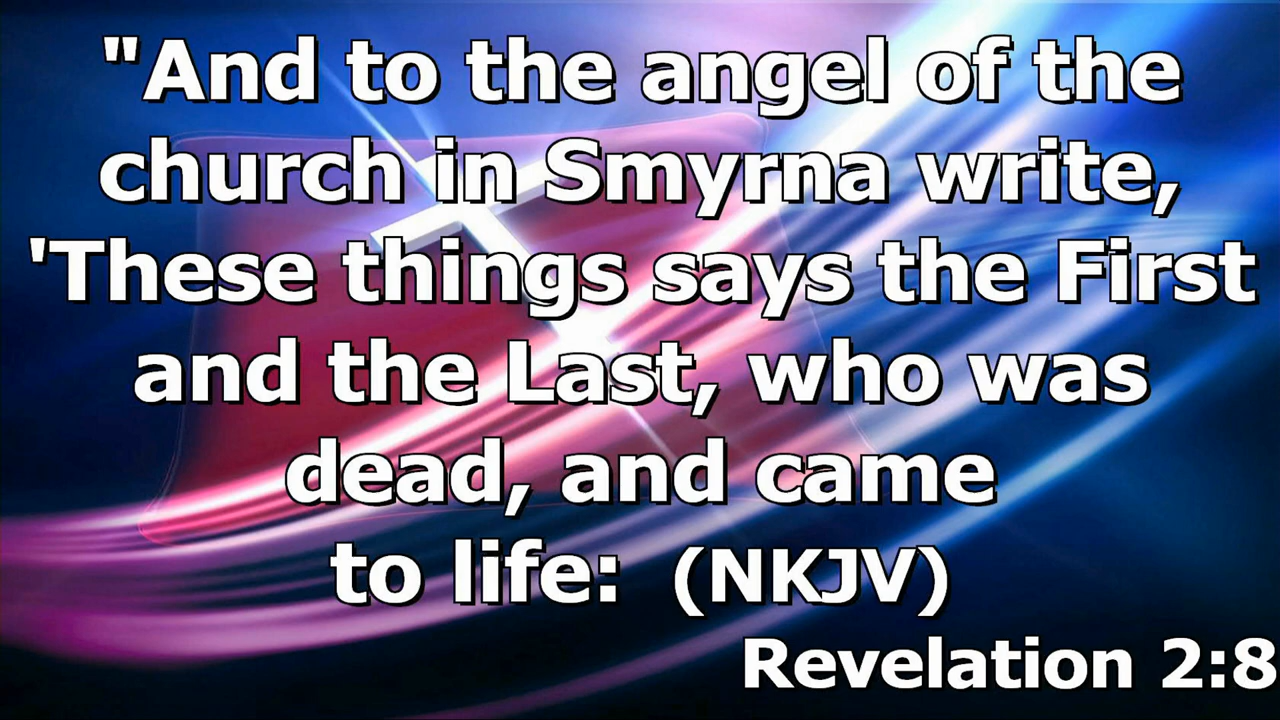 "And to the angel of the
church in Smyrna write,
'These things says the First
and the Last, who was
dead, and came
to life:  (NKJV)
Revelation 2:8